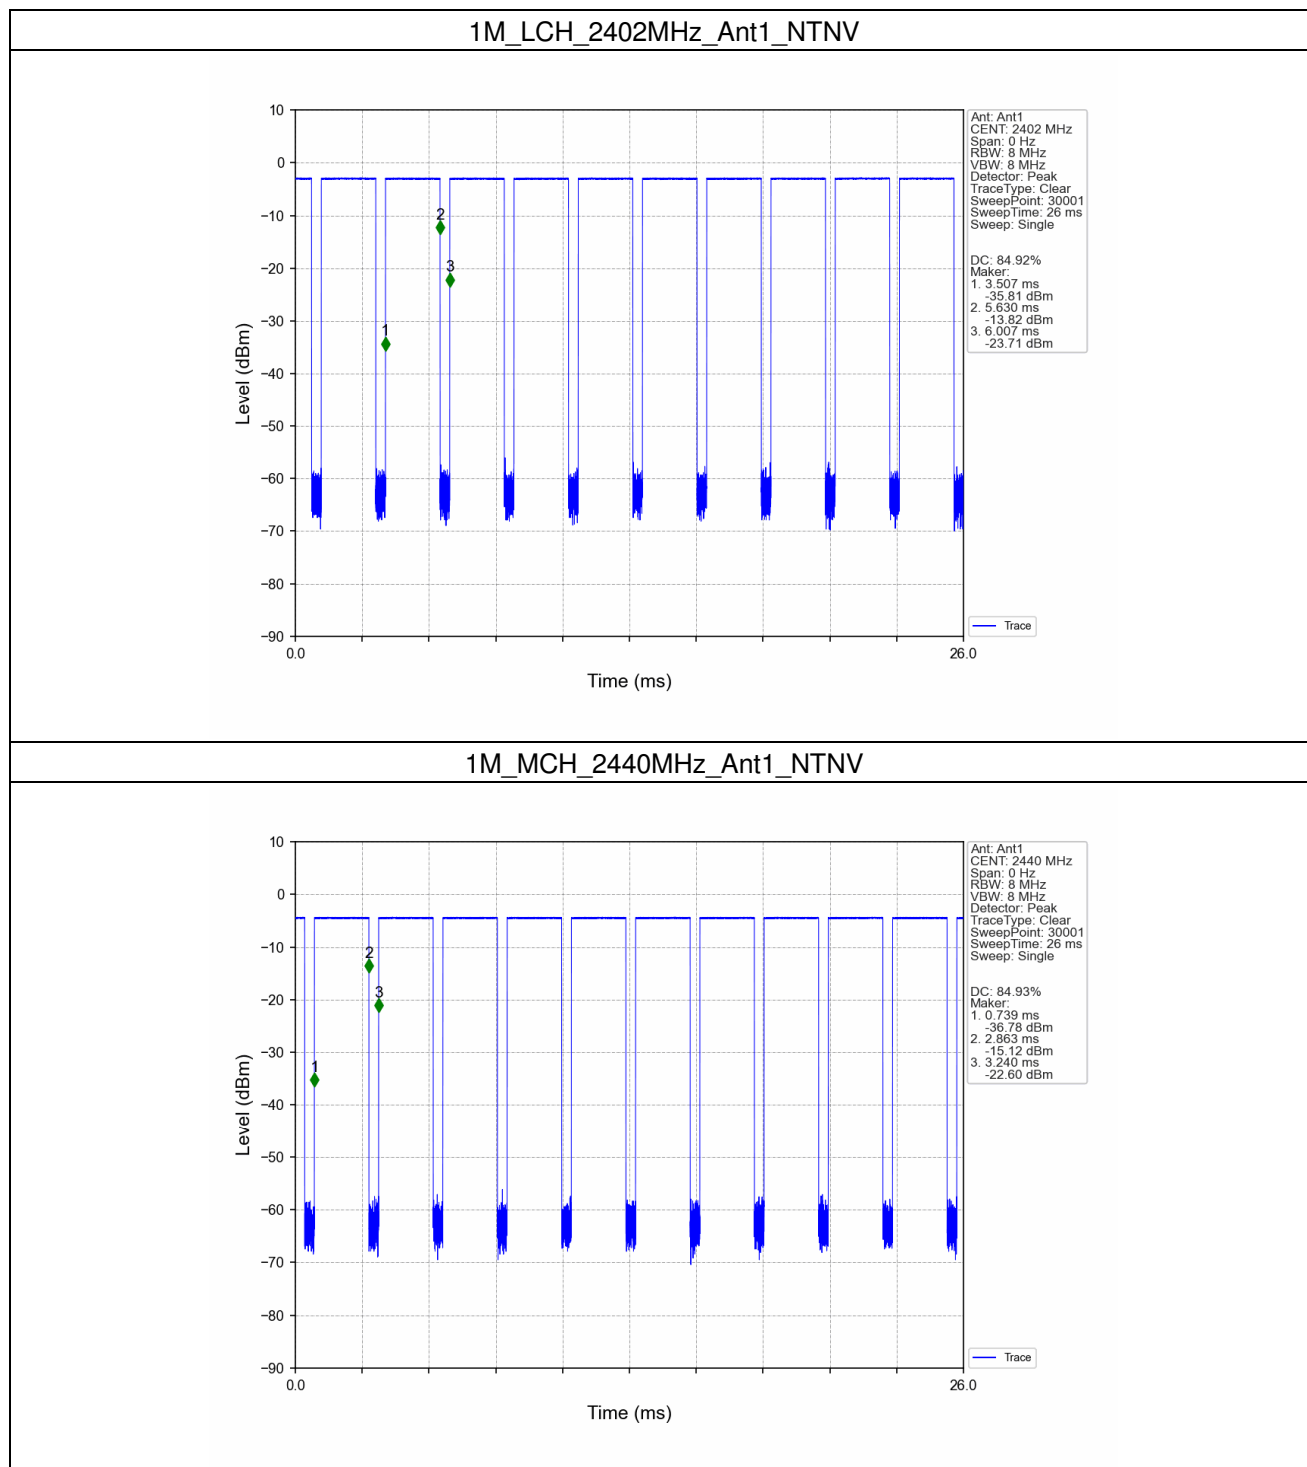 1M_LCH_2402MHz_Ant1_NTNV
10
0
−10
−20
−30
−40
−50
−60
−70
−80
−90
Level (dBm)
1
2
3
0.0
26.0
Time (ms)
Ant: Ant1
CENT: 2402 MHz
Span: 0 Hz
RBW: 8 MHz
VBW: 8 MHz
Detector: Peak
TraceType: Clear
SweepPoint: 30001
SweepTime: 26 ms
Sweep: Single
DC: 84.92%
Maker:
1. 3.507 ms
-35.81 dBm
2. 5.630 ms
-13.82 dBm
3. 6.007 ms
-23.71 dBm
Trace
1M_MCH_2440MHz_Ant1_NTNV
10
0
−10
−20
−30
−40
−50
−60
−70
−80
−90
Level (dBm)
1
2
3
0.0
26.0
Time (ms)
Ant: Ant1
CENT: 2440 MHz
Span: 0 Hz
RBW: 8 MHz
VBW: 8 MHz
Detector: Peak
TraceType: Clear
SweepPoint: 30001
SweepTime: 26 ms
Sweep: Single
DC: 84.93%
Maker:
1. 0.739 ms
-36.78 dBm
2. 2.863 ms
-15.12 dBm
3. 3.240 ms
-22.60 dBm
Trace